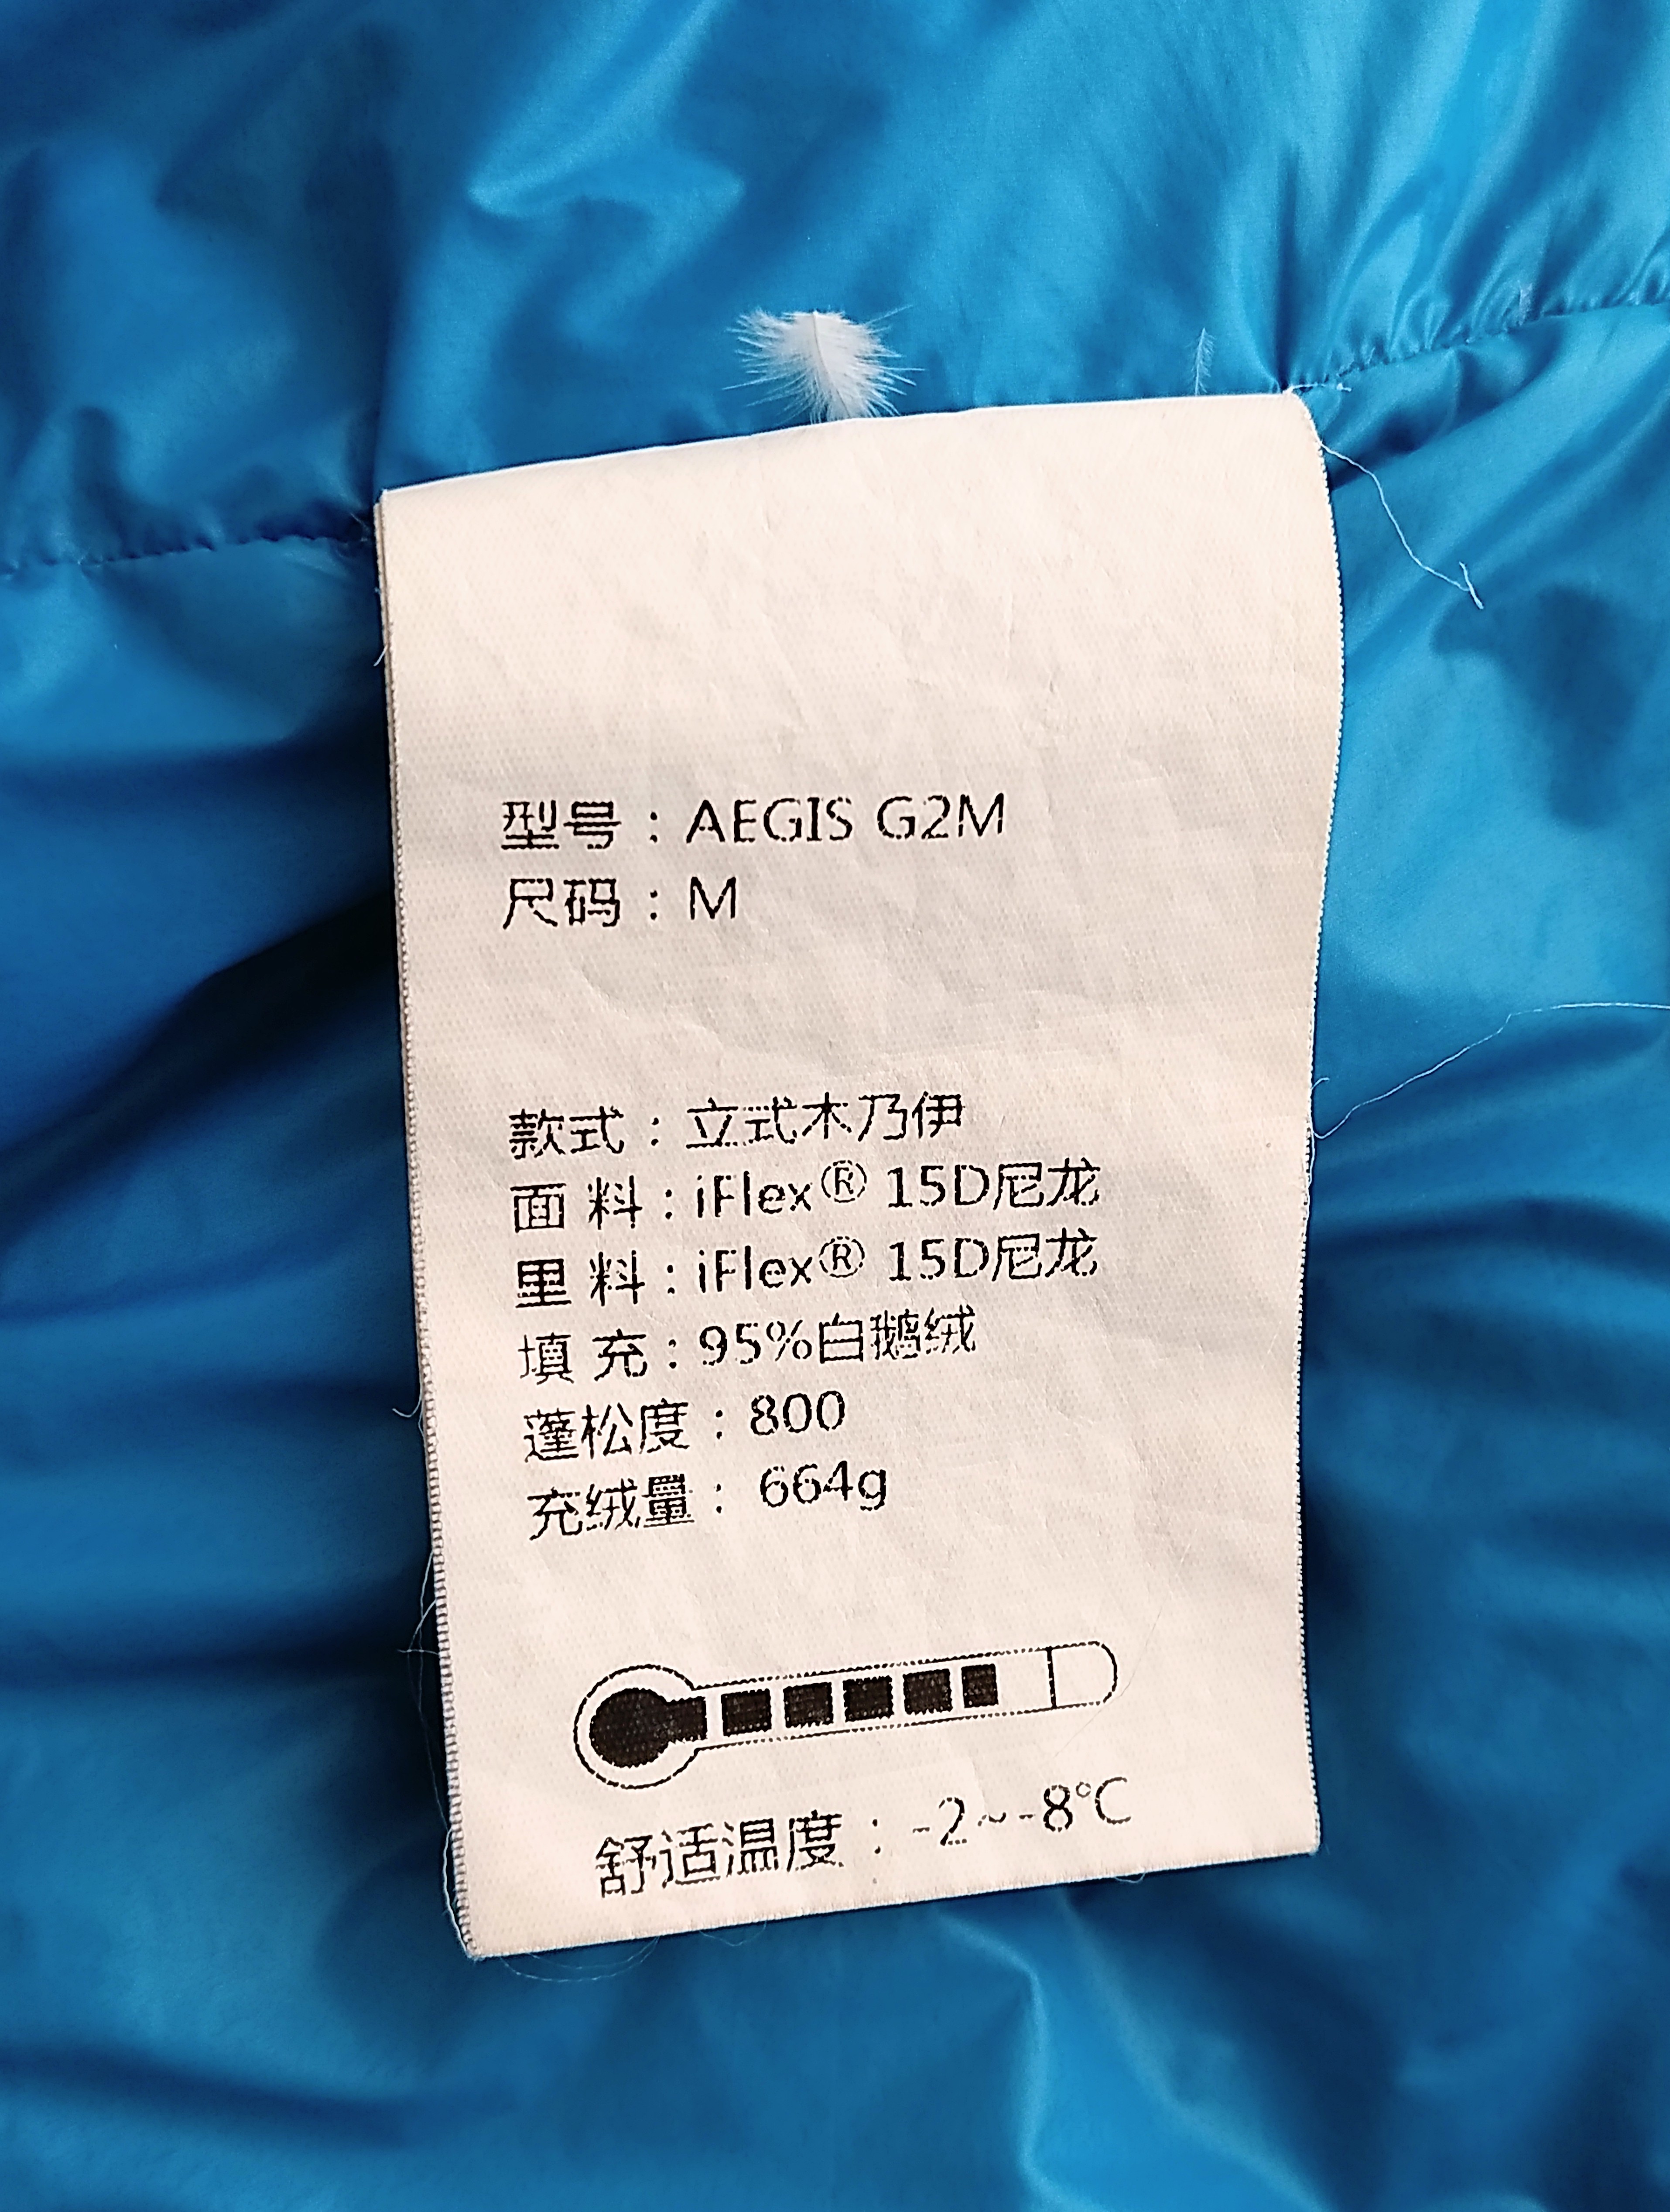 型号：AEGIS G2M
尺码：M
款式：立式木乃伊
面 料：iFlex® 15D尼龙
里 料：iFlex® 15D尼龙
填 充：95%白鹅绒
蓬松度：800
充绒量： 664g
舒适温度：-2~-8℃